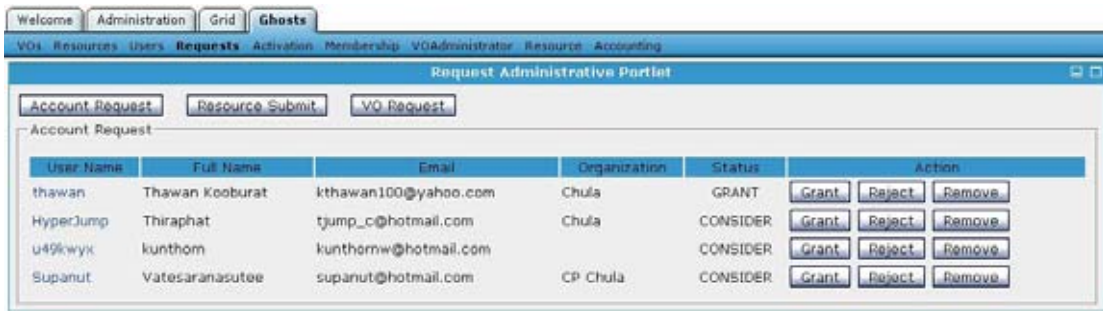 Welcome Administration Grid Ghosts
VOs Resources Users Requests Activation Membership VOAdministrator Resource Accounting
Request Administrative Portlet
Account Request Resource Submit VO Request
Account Request
User Name Full Name Email Organization Status Action
thawan Thawan Kooburat kthawan100@yahoo.com Chula GRANT Grant Reject Remove
HyperJump Thiraphat tjump_c@hotmail.com Chula CONSIDER Grant Reject Remove
u49kwyx kunthorn kunthornw@hotmail.com CONSIDER Grant Reject Remove
Supanut Vatesaranasutee supanut@hotmail.com CP Chula CONSIDER Grant Reject Remove